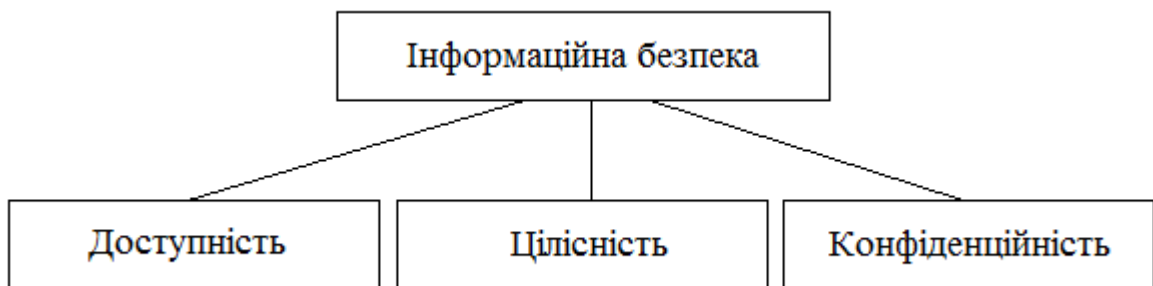 Інформаційна безпека
Доступність
Цілісність
Конфіденційність